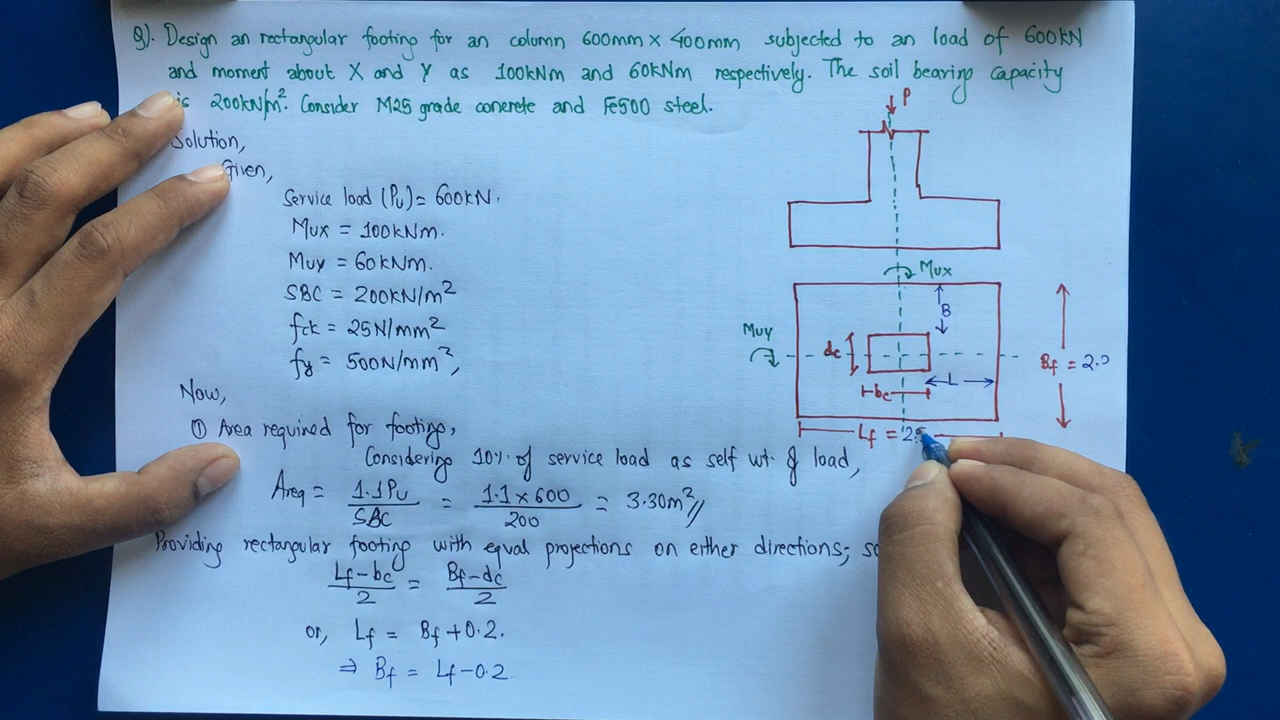 Q). Design an rectangular footing for an column 600mm × 400mm subjected to an load of 600kN
and moment about X and Y as 100kNm and 60kNm respectively. The soil bearing capacity
is 200kN/m². Consider M25 grade concrete and Fe500 steel.
P
Solution,
Given,
Service load (Pu) = 600kN.
Mux = 100kNm.
Muy = 60kNm.
SBC = 200kN/m²
fck = 25N/mm²
fy = 500N/mm²,
Mux
B
Muy
dc
L
bc
Bf = 2.0
Lf = 2.
Now,
① Area required for footing,
Considering 10% of service load as self wt. of load,
Area = 1.1Pu/SBC = 1.1×600/200 = 3.30m²//
Providing rectangular footing with equal projections on either directions;
Lf-bc/2 = Bf-dc/2
or, Lf = Bf+0.2.
⇒ Bf = Lf-0.2